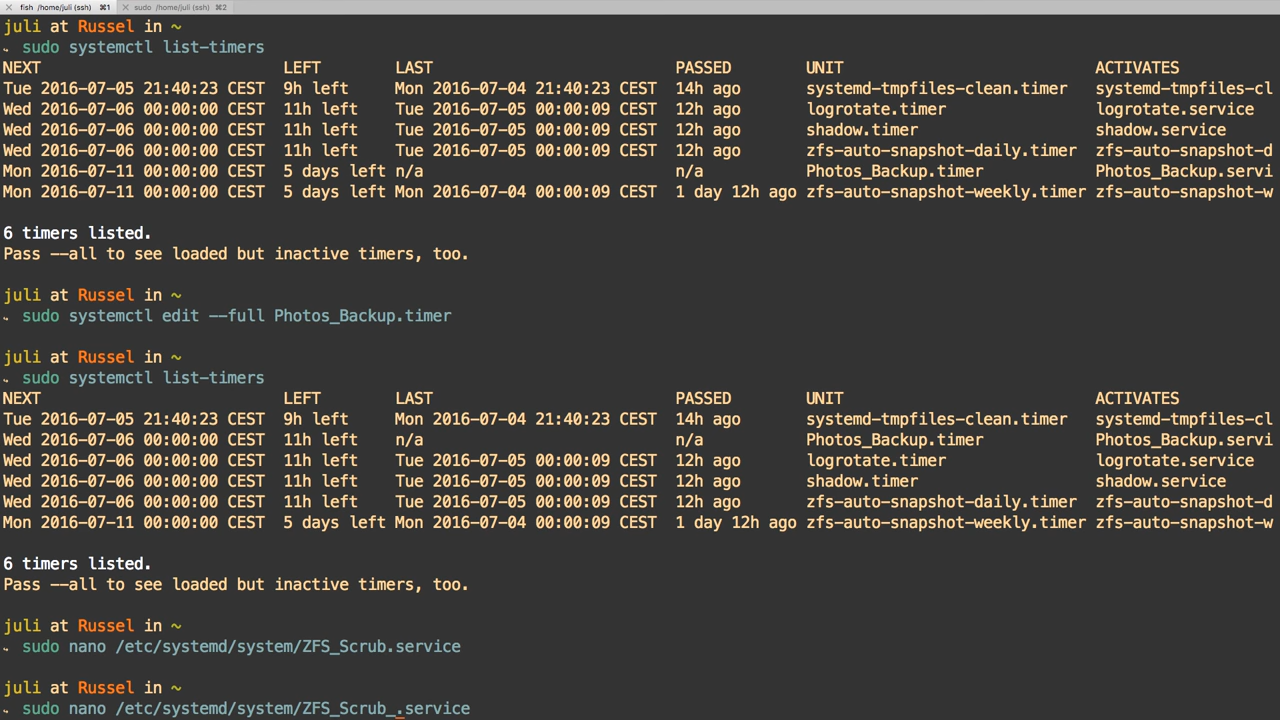 fish /home/juli (ssh) ⌘1 sudo /home/juli (ssh) ⌘2
juli at Russel in ~
sudo systemctl list-timers
NEXT LEFT LAST PASSED UNIT ACTIVATES
Tue 2016-07-05 21:40:23 CEST 9h left Mon 2016-07-04 21:40:23 CEST 14h ago systemd-tmpfiles-clean.timer systemd-tmpfiles-cl
Wed 2016-07-06 00:00:00 CEST 11h left Tue 2016-07-05 00:00:09 CEST 12h ago logrotate.timer logrotate.service
Wed 2016-07-06 00:00:00 CEST 11h left Tue 2016-07-05 00:00:09 CEST 12h ago shadow.timer shadow.service
Wed 2016-07-06 00:00:00 CEST 11h left Tue 2016-07-05 00:00:09 CEST 12h ago zfs-auto-snapshot-daily.timer zfs-auto-snapshot-d
Mon 2016-07-11 00:00:00 CEST 5 days left n/a n/a Photos_Backup.timer Photos_Backup.servi
Mon 2016-07-11 00:00:00 CEST 5 days left Mon 2016-07-04 00:00:09 CEST 1 day 12h ago zfs-auto-snapshot-weekly.timer zfs-auto-snapshot-w
6 timers listed.
Pass --all to see loaded but inactive timers, too.
juli at Russel in ~
sudo systemctl edit --full Photos_Backup.timer
juli at Russel in ~
sudo systemctl list-timers
NEXT LEFT LAST PASSED UNIT ACTIVATES
Tue 2016-07-05 21:40:23 CEST 9h left Mon 2016-07-04 21:40:23 CEST 14h ago systemd-tmpfiles-clean.timer systemd-tmpfiles-cl
Wed 2016-07-06 00:00:00 CEST 11h left n/a n/a Photos_Backup.timer Photos_Backup.servi
Wed 2016-07-06 00:00:00 CEST 11h left Tue 2016-07-05 00:00:09 CEST 12h ago logrotate.timer logrotate.service
Wed 2016-07-06 00:00:00 CEST 11h left Tue 2016-07-05 00:00:09 CEST 12h ago shadow.timer shadow.service
Wed 2016-07-06 00:00:00 CEST 11h left Tue 2016-07-05 00:00:09 CEST 12h ago zfs-auto-snapshot-daily.timer zfs-auto-snapshot-d
Mon 2016-07-11 00:00:00 CEST 5 days left Mon 2016-07-04 00:00:09 CEST 1 day 12h ago zfs-auto-snapshot-weekly.timer zfs-auto-snapshot-w
6 timers listed.
Pass --all to see loaded but inactive timers, too.
juli at Russel in ~
sudo nano /etc/systemd/system/ZFS_Scrub.service
juli at Russel in ~
sudo nano /etc/systemd/system/ZFS_Scrub_.service